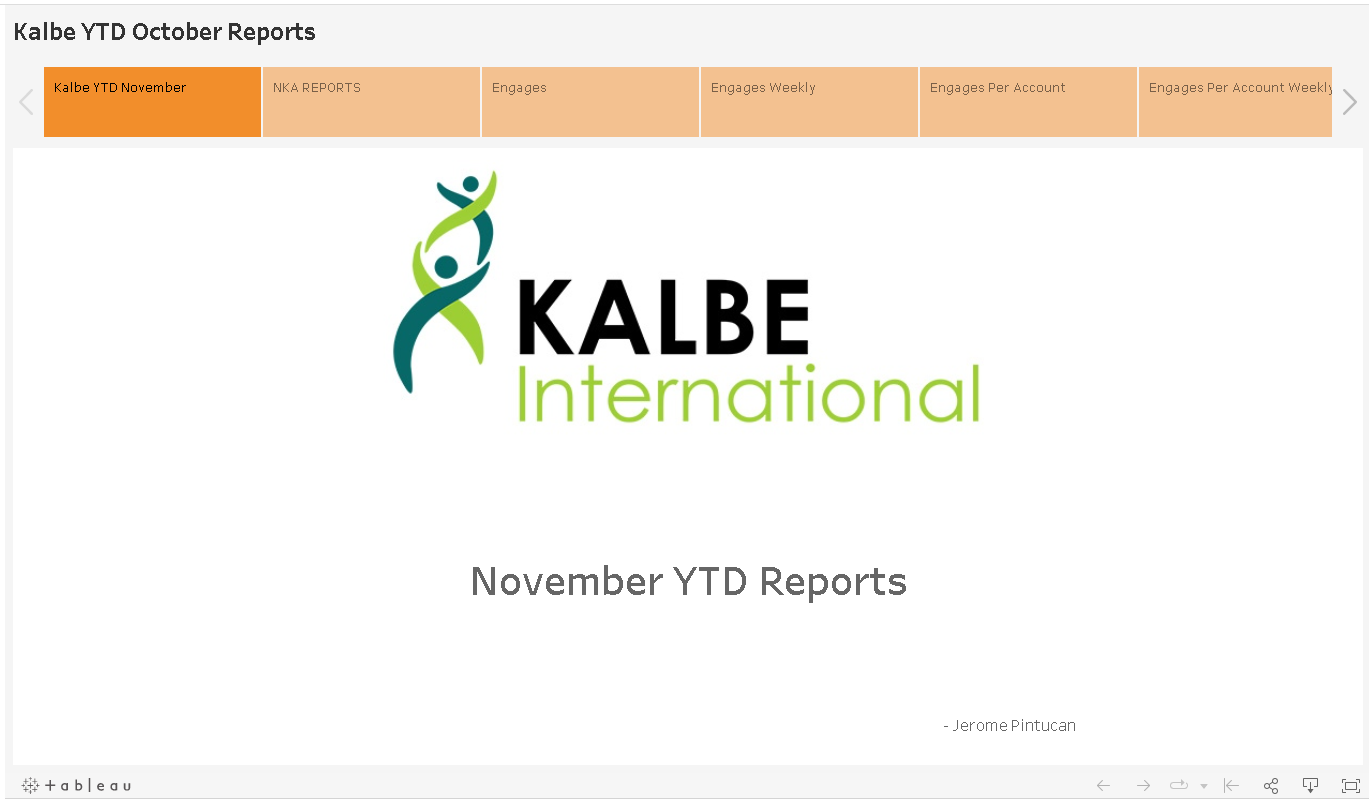 Kalbe YTD October Reports
Kalbe YTD November
NKA REPORTS
Engages
Engages Weekly
Engages Per Account
Engages Per Account Weekly
KALBE
International
November YTD Reports
- Jerome Pintucan
+ableau